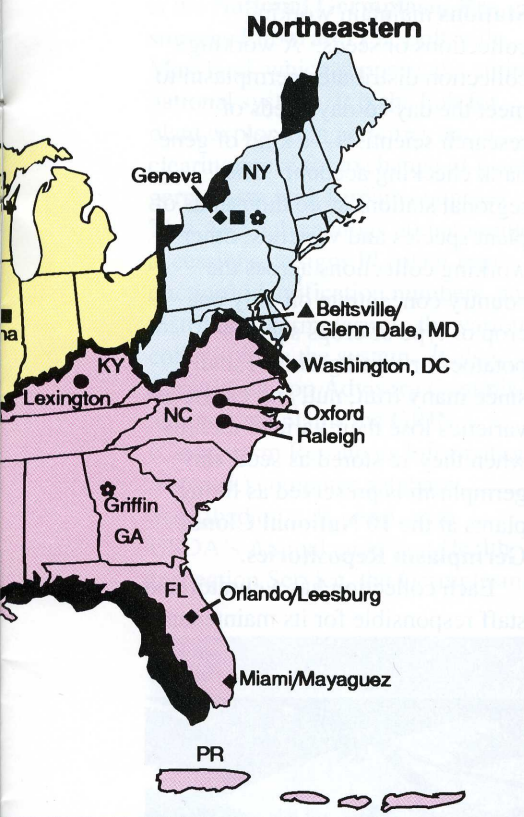 Northeastern
Geneva
NY
Beltsville/
Glenn Dale, MD
Washington, DC
KY
Lexington
NC
Oxford
Raleigh
Griffin
GA
FL
Orlando/Leesburg
Miami/Mayaguez
PR